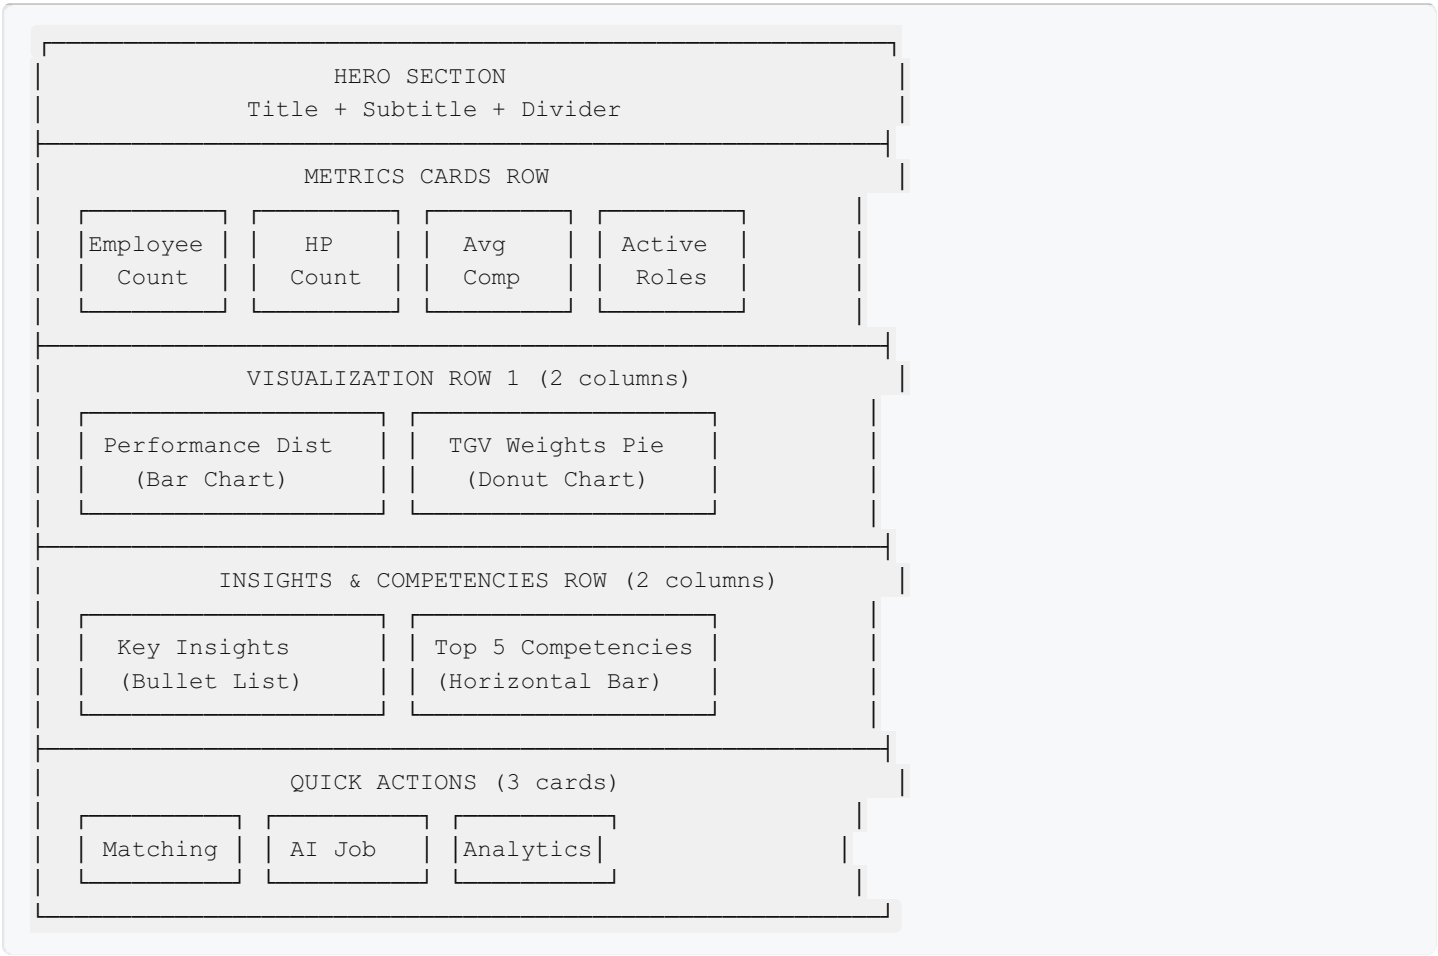 HERO SECTION
Title + Subtitle + Divider
METRICS CARDS ROW
Employee HP Avg Active
Count Count Comp Roles
VISUALIZATION ROW 1 (2 columns)
Performance Dist TGV Weights Pie
(Bar Chart) (Donut Chart)
INSIGHTS & COMPETENCIES ROW (2 columns)
Key Insights Top 5 Competencies
(Bullet List) (Horizontal Bar)
QUICK ACTIONS (3 cards)
Matching AI Job Analytics